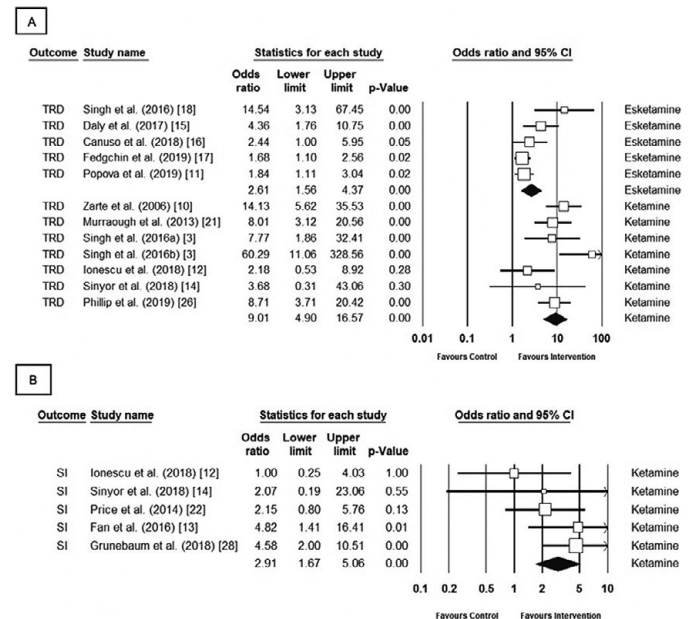 A
Outcome Study name Statistics for each study Odds ratio and 95% CI
Odds ratio Lower limit Upper limit p-Value
TRD Singh et al. (2016) [18] 14.54 3.13 67.45 0.00 Esketamine
TRD Daly et al. (2017) [15] 4.36 1.76 10.75 0.00 Esketamine
TRD Canuso et al. (2018) [16] 2.44 1.00 5.95 0.05 Esketamine
TRD Fedgchin et al. (2019) [17] 1.68 1.10 2.56 0.02 Esketamine
TRD Popova et al. (2019) [11] 1.84 1.11 3.04 0.02 Esketamine
2.61 1.56 4.37 0.00 Esketamine
TRD Zarte et al. (2006) [10] 14.13 5.62 35.53 0.00 Ketamine
TRD Murraough et al. (2013) [21] 8.01 3.12 20.56 0.00 Ketamine
TRD Singh et al. (2016a) [3] 7.77 1.86 32.41 0.00 Ketamine
TRD Singh et al. (2016b) [3] 60.29 11.06 328.56 0.00 Ketamine
TRD Ionescu et al. (2018) [12] 2.18 0.53 8.92 0.28 Ketamine
TRD Sinyor et al. (2018) [14] 3.68 0.31 43.06 0.30 Ketamine
TRD Phillip et al. (2019) [26] 8.71 3.71 20.42 0.00 Ketamine
9.01 4.90 16.57 0.00 Ketamine
0.01 0.1 1 10 100
Favours Control Favours Intervention
B
Outcome Study name Statistics for each study Odds ratio and 95% CI
Odds ratio Lower limit Upper limit p-Value
SI Ionescu et al. (2018) [12] 1.00 0.25 4.03 1.00 Ketamine
SI Sinyor et al. (2018) [14] 2.07 0.19 23.06 0.55 Ketamine
SI Price et al. (2014) [22] 2.15 0.80 5.76 0.13 Ketamine
SI Fan et al. (2016) [13] 4.82 1.41 16.41 0.01 Ketamine
SI Grunebaum et al. (2018) [28] 4.58 2.00 10.51 0.00 Ketamine
2.91 1.67 5.06 0.00 Ketamine
0.1 0.2 0.5 1 2 5 10
Favours Control Favours Intervention